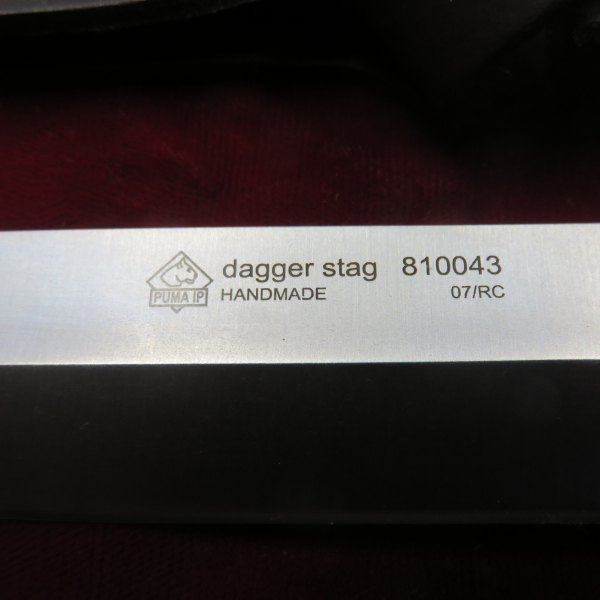 dagger stag 810043
PUMA IP HANDMADE 07/RC